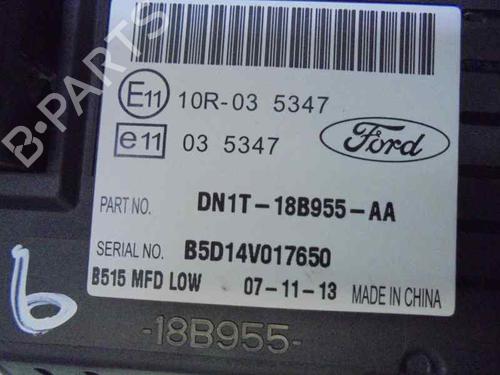 E11 10R-03 5347
e11 03 5347
Ford
PART NO. DN1T-18B955-AA
SERIAL NO. B5D14V017650
B515 MFD LOW 07-11-13 MADE IN CHINA
-18B955-
6
B-PARTS